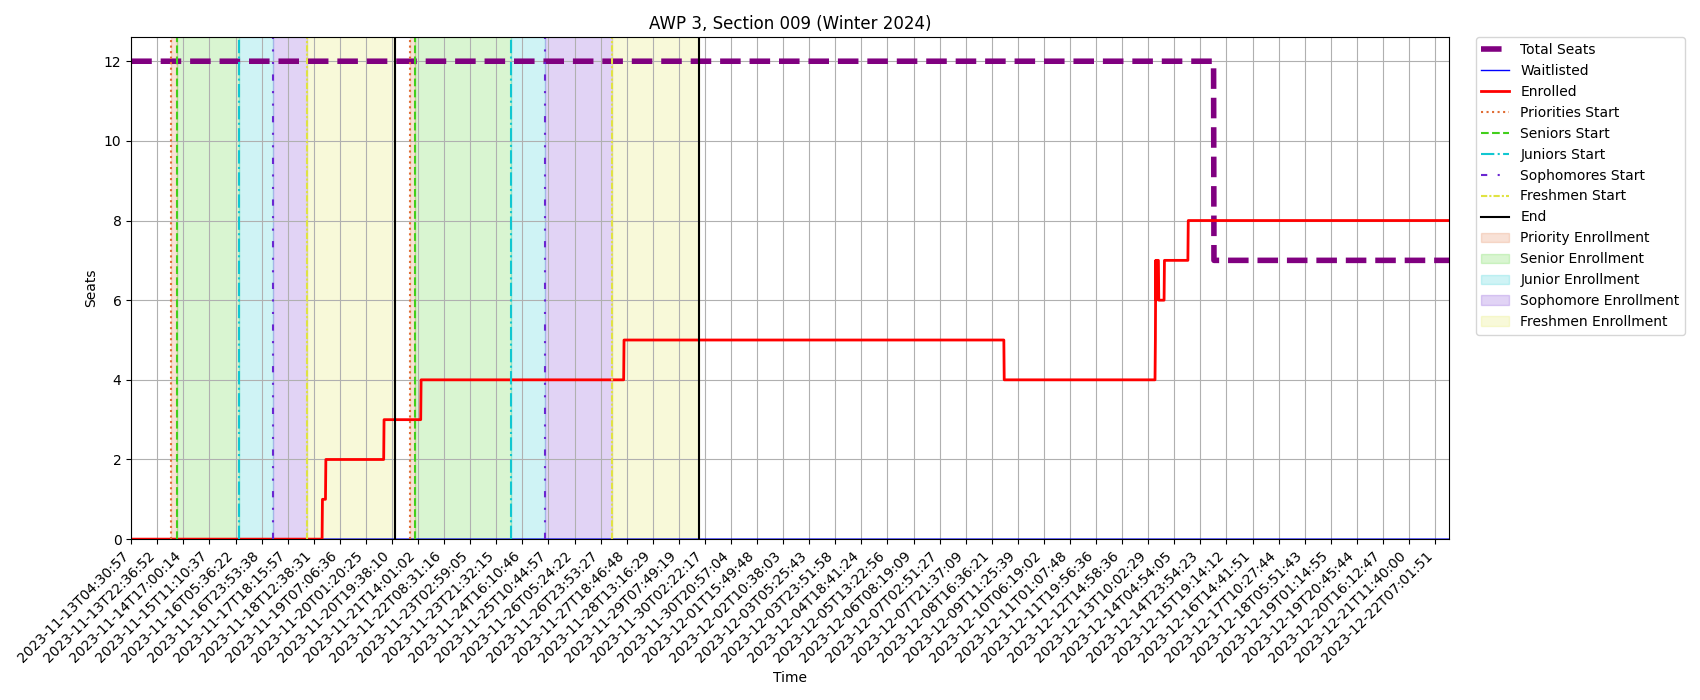 AWP 3, Section 009 (Winter 2024)
Seats
12
10
8
6
4
2
0
2023-11-13T04:30:57
2023-11-13T22:36:52
2023-11-14T17:00:14
2023-11-15T11:10:37
2023-11-16T05:36:22
2023-11-16T23:53:38
2023-11-17T18:15:57
2023-11-18T12:38:31
2023-11-19T07:06:36
2023-11-20T01:20:25
2023-11-20T19:38:10
2023-11-21T14:01:02
2023-11-22T08:31:16
2023-11-23T02:59:05
2023-11-23T21:32:15
2023-11-24T16:10:46
2023-11-25T10:44:57
2023-11-26T05:24:22
2023-11-26T23:53:27
2023-11-27T18:46:48
2023-11-28T13:16:29
2023-11-29T07:49:19
2023-11-30T02:22:17
2023-11-30T20:57:04
2023-12-01T15:49:48
2023-12-02T10:38:03
2023-12-03T05:25:43
2023-12-03T23:51:58
2023-12-04T18:41:24
2023-12-05T13:22:56
2023-12-06T08:19:09
2023-12-07T02:51:27
2023-12-07T21:37:09
2023-12-08T16:36:21
2023-12-09T11:25:39
2023-12-10T06:19:02
2023-12-11T01:07:48
2023-12-11T19:56:36
2023-12-12T14:58:36
2023-12-13T10:02:29
2023-12-14T04:54:05
2023-12-14T23:54:23
2023-12-15T19:14:12
2023-12-16T14:41:51
2023-12-17T10:27:44
2023-12-18T05:51:43
2023-12-19T01:14:55
2023-12-19T20:45:44
2023-12-20T16:12:47
2023-12-21T11:40:00
2023-12-22T07:01:51
Time
Total Seats
Waitlisted
Enrolled
Priorities Start
Seniors Start
Juniors Start
Sophomores Start
Freshmen Start
End
Priority Enrollment
Senior Enrollment
Junior Enrollment
Sophomore Enrollment
Freshmen Enrollment